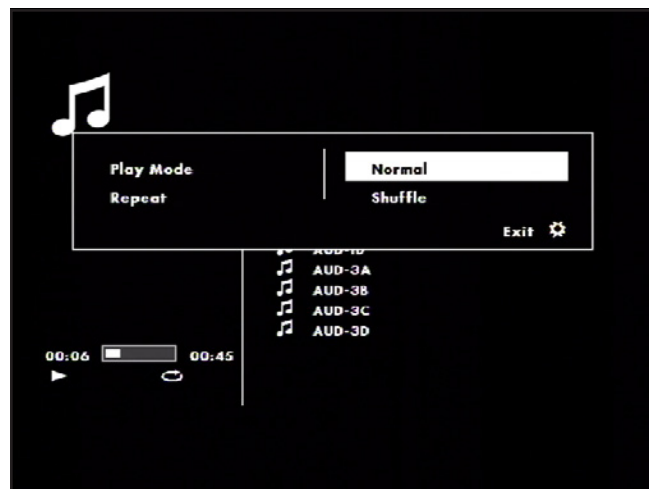 Play Mode
Normal
Repeat
Shuffle
Exit
AUD-3A
AUD-3B
AUD-3C
AUD-3D
00:06
00:45